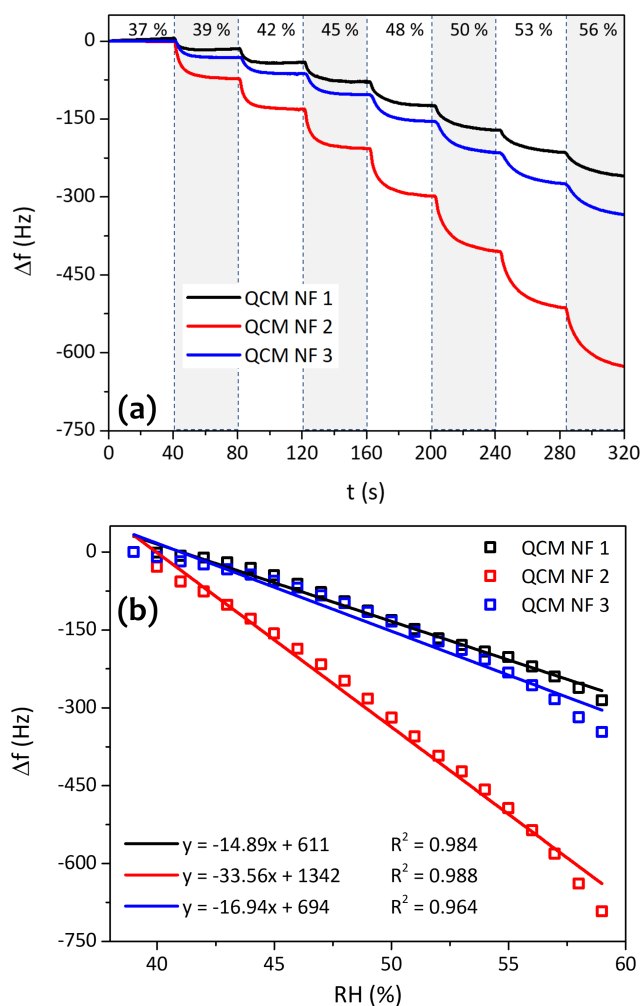 37 % 39 % 42 % 45 % 48 % 50 % 53 % 56 %
0
-150
-300
-450
-600
-750
Δf (Hz)
QCM NF 1
QCM NF 2
QCM NF 3
(a)
0 40 80 120 160 200 240 280 320
t (s)
0
-150
-300
-450
-600
-750
Δf (Hz)
(b)
QCM NF 1
QCM NF 2
QCM NF 3
y = -14.89x + 611 R² = 0.984
y = -33.56x + 1342 R² = 0.988
y = -16.94x + 694 R² = 0.964
40 45 50 55 60
RH (%)